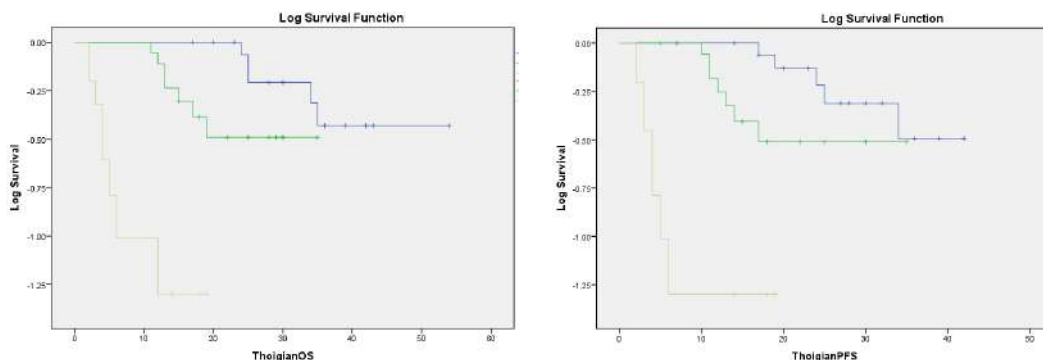 Log Survival Function
Log Survival
0.00
-0.25
-0.50
-0.75
-1.00
-1.25
0 10 20 30 40 50 60
ThoigianOS
Log Survival Function
Log Survival
0.00
-0.25
-0.50
-0.75
-1.00
-1.25
0 10 20 30 40 50
ThoigianPFS